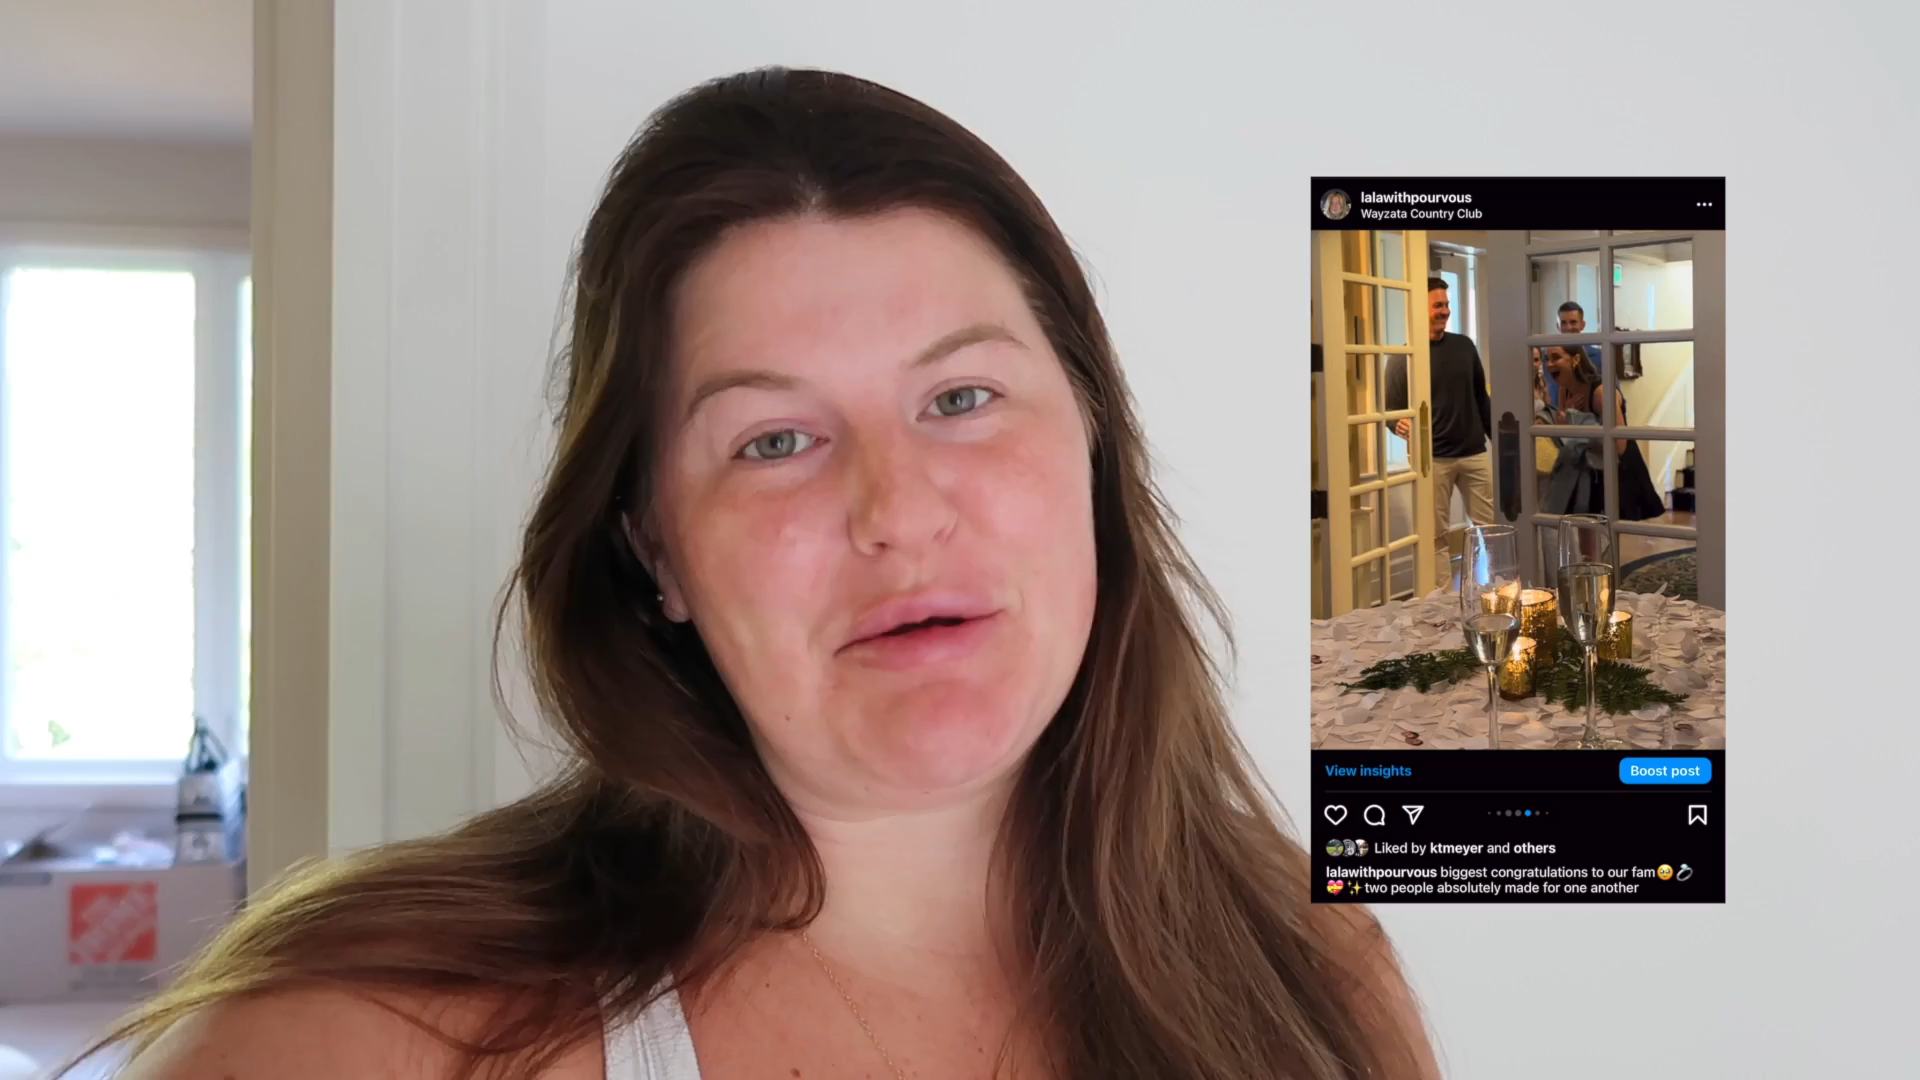 lalawithpourvous
Wayzata Country Club
View insights
Boost post
Liked by ktmeyer and others
lalawithpourvous biggest congratulations to our fam🥹💍
💝✨two people absolutely made for one another